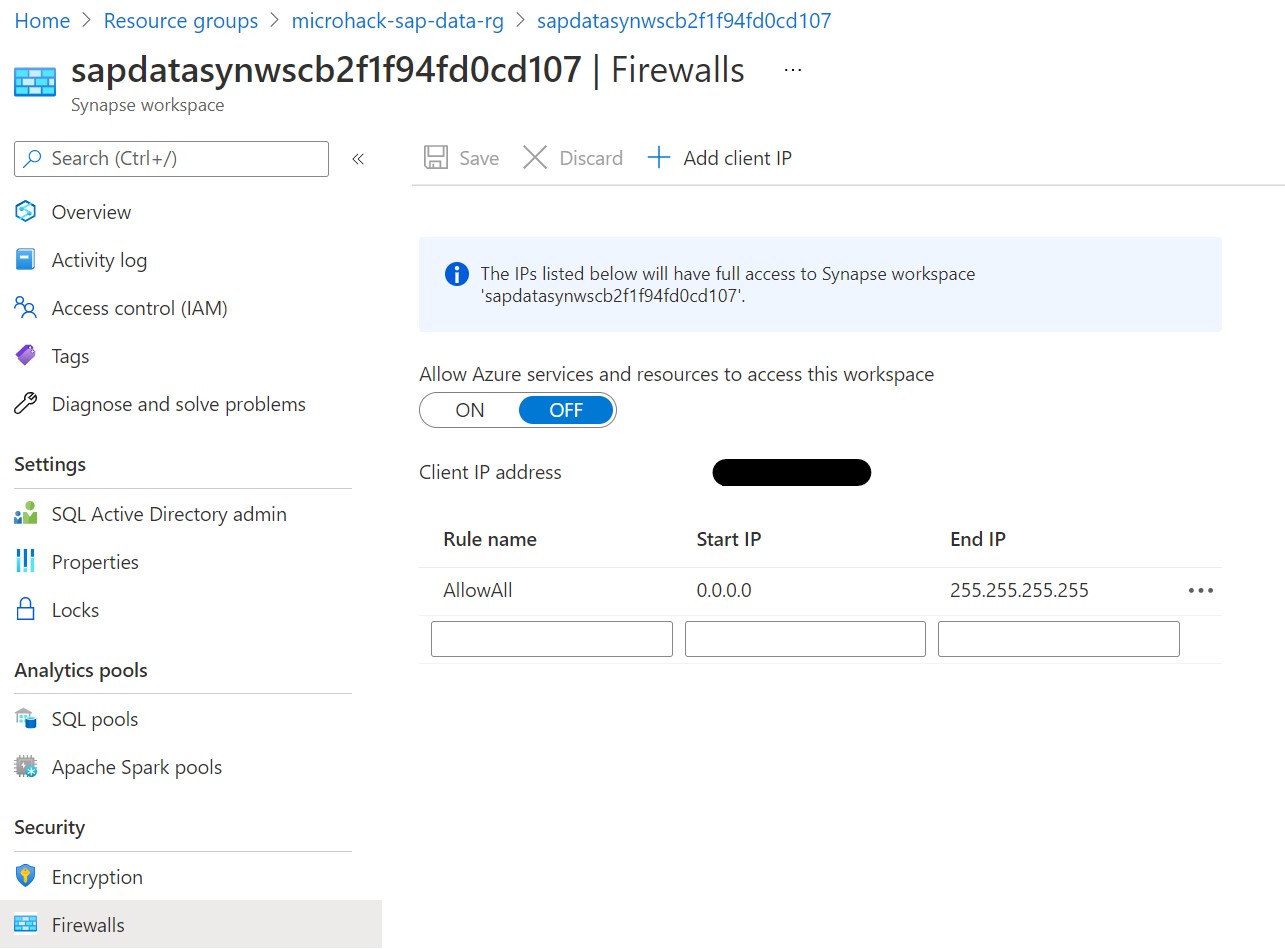 Home > Resource groups > microhack-sap-data-rg > sapdatasynwscb2f1f94fd0cd107
sapdatasynwscb2f1f94fd0cd107 | Firewalls ...
Synapse workspace
Search (Ctrl+/)
«
Save
Discard
Add client IP
Overview
Activity log
Access control (IAM)
Tags
Diagnose and solve problems
Settings
SQL Active Directory admin
Properties
Locks
Analytics pools
SQL pools
Apache Spark pools
Security
Encryption
Firewalls
The IPs listed below will have full access to Synapse workspace
'sapdatasynwscb2f1f94fd0cd107'.
Allow Azure services and resources to access this workspace
ON OFF
Client IP address
Rule name Start IP End IP
AllowAll 0.0.0.0 255.255.255.255